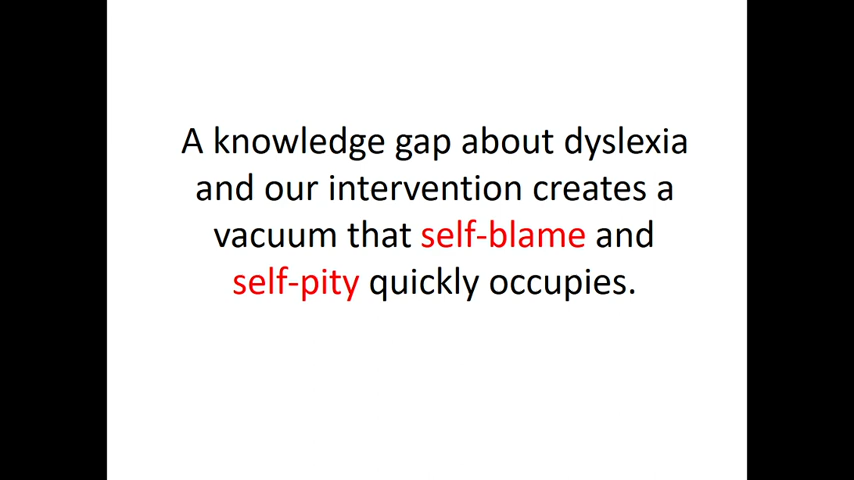 A knowledge gap about dyslexia
and our intervention creates a
vacuum that self-blame and
self-pity quickly occupies.